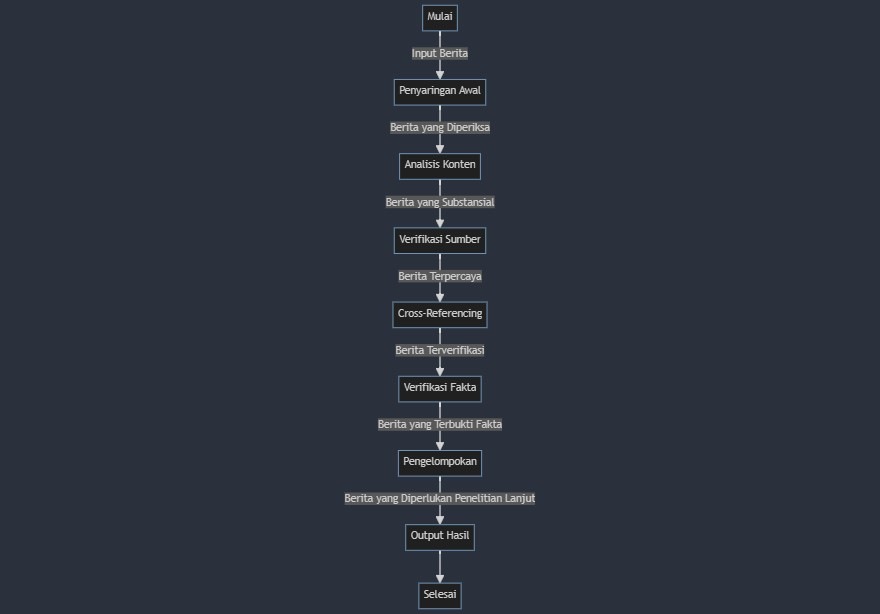 Mulai
Input Berita
Penyaringan Awal
Berita yang Diperiksa
Analisis Konten
Berita yang Substansial
Verifikasi Sumber
Berita Terpercaya
Cross-Referencing
Berita Terverifikasi
Verifikasi Fakta
Berita yang Terbukti Fakta
Pengelompokan
Berita yang Diperlukan Penelitian Lanjut
Output Hasil
Selesai